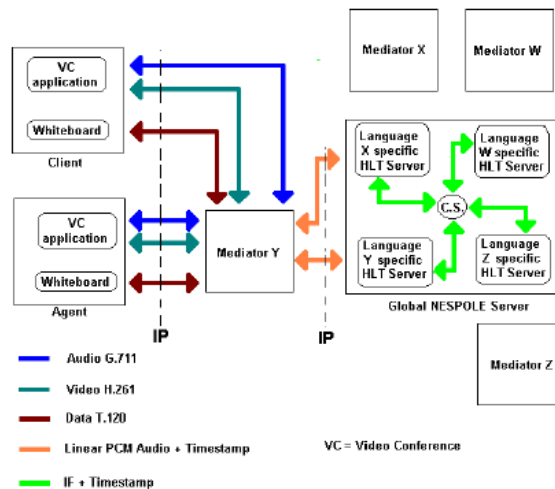 VC
application
Whiteboard
Client
VC
application
Whiteboard
Agent
Mediator Y
IP
IP
Mediator X
Mediator W
Language
X specific
HLT Server
Language
W specific
HLT Server
C.S.
Language
Y specific
HLT Server
Language
Z specific
HLT Server
Global NESPOLE Server
Mediator Z
Audio G.711
Video H.261
Data T.120
Linear PCM Audio + Timestamp
IF + Timestamp
VC = Video Conference